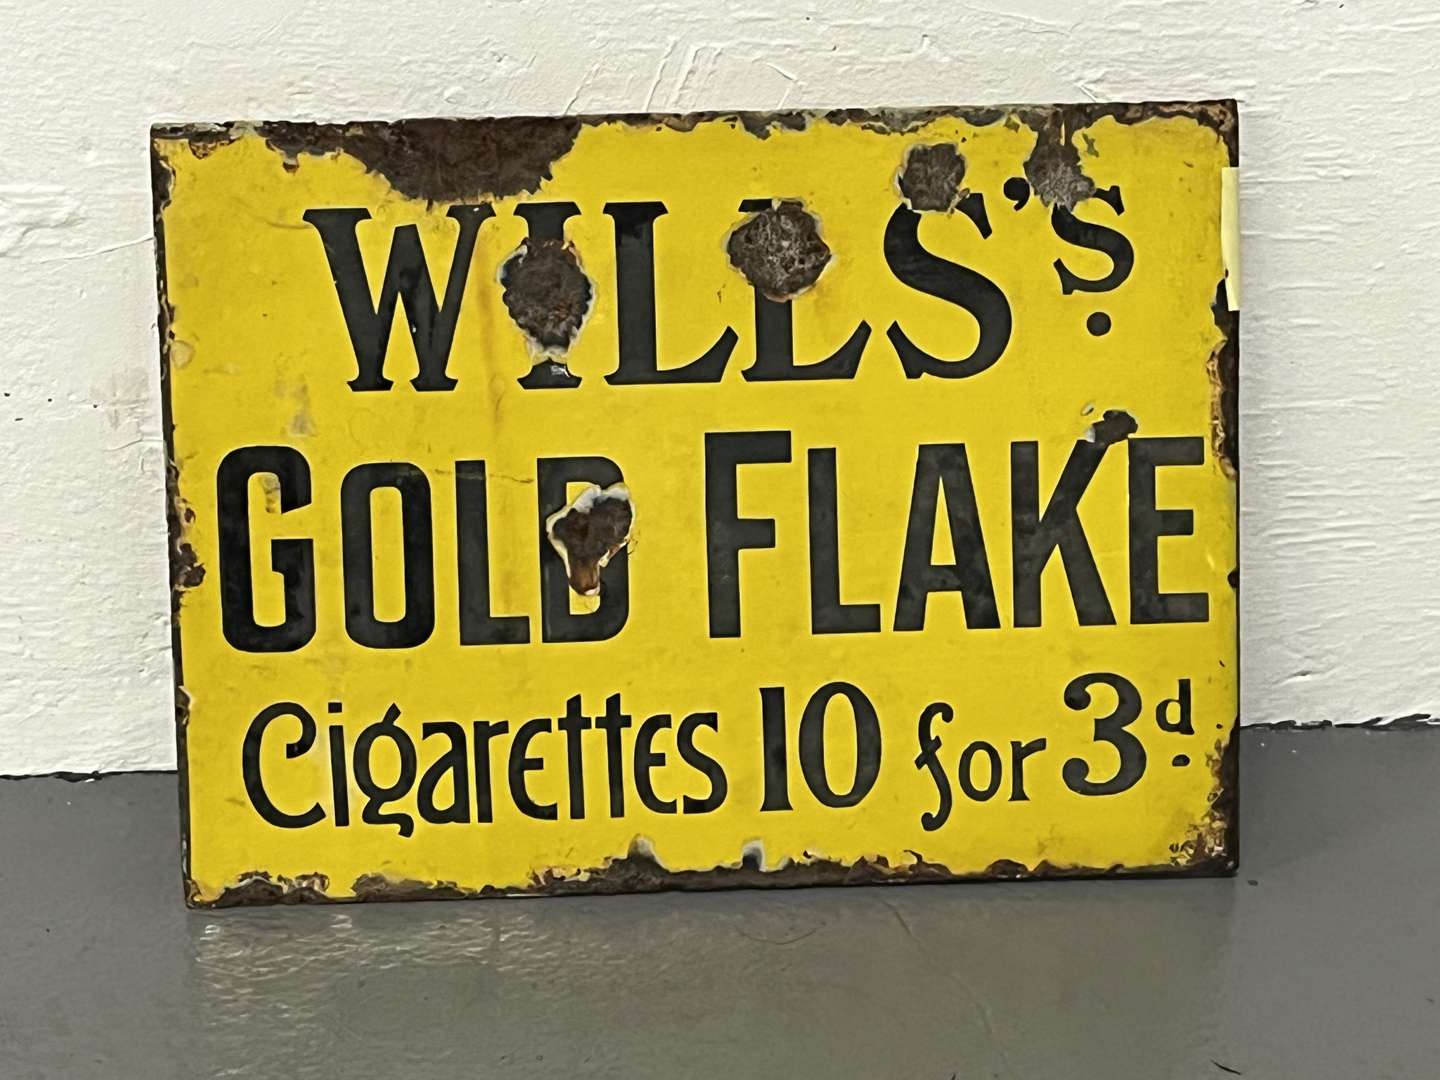 WILLS'S.
GOLD FLAKE
Cigarettes 10 for 3d.